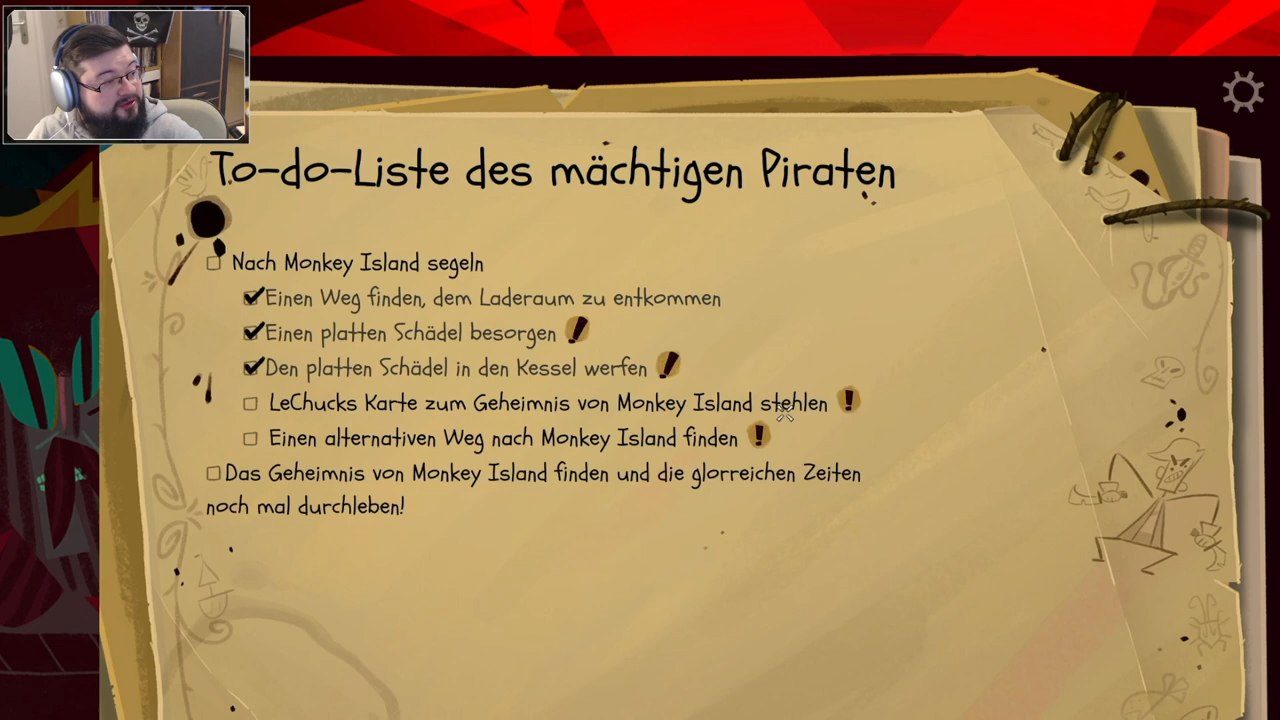 To-do-Liste des mächtigen Piraten
Nach Monkey Island segeln
Einen Weg finden, dem Laderaum zu entkommen
Einen platten Schädel besorgen
Den platten Schädel in den Kessel werfen
LeChucks Karte zum Geheimnis von Monkey Island stehlen
Einen alternativen Weg nach Monkey Island finden
Das Geheimnis von Monkey Island finden und die glorreichen Zeiten
noch mal durchleben!